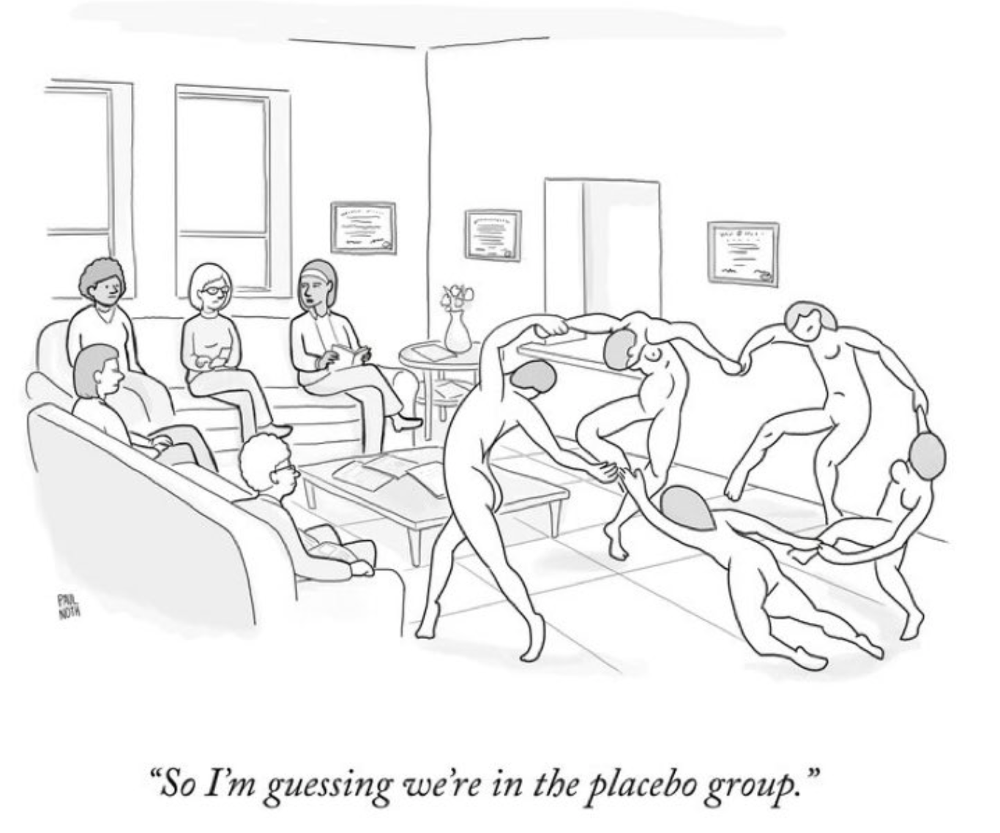 PAUL
NOTH
“So I’m guessing we’re in the placebo group.”